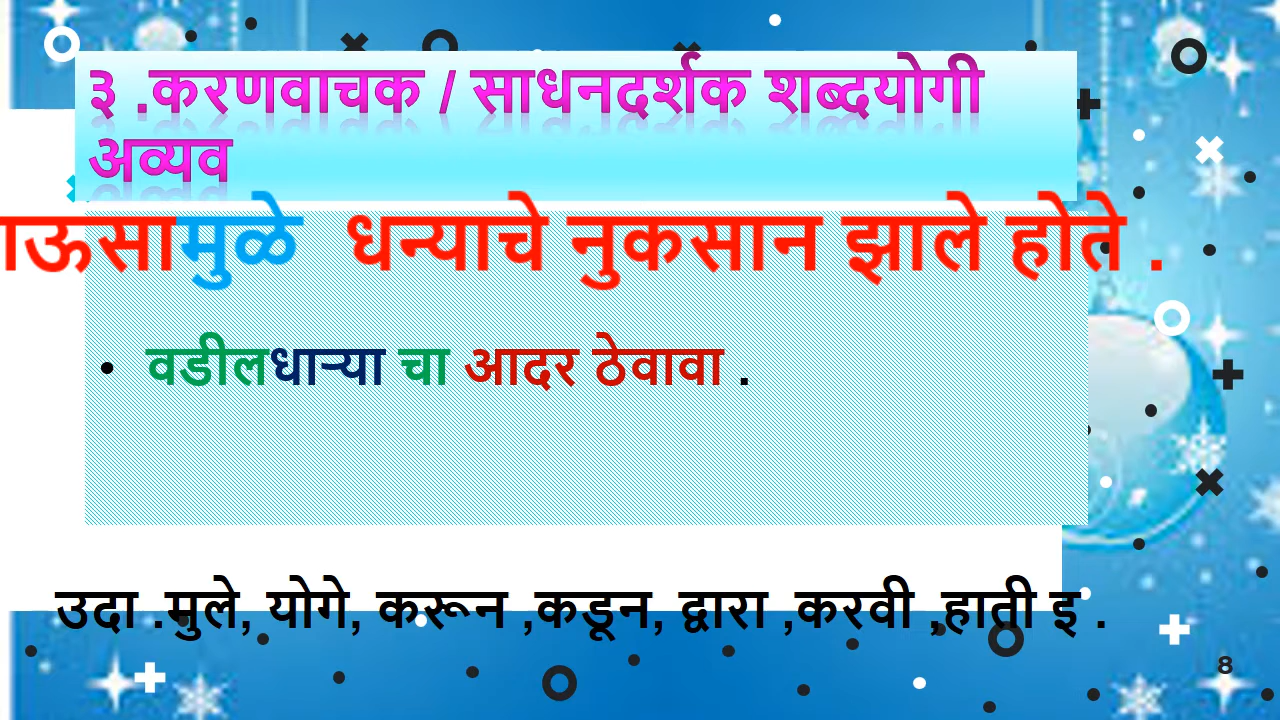 ३ .करणवाचक / साधनदर्शक शब्दयोगी
अव्यव
ाऊसामुळे धन्याचे नुकसान झाले होते .
• वडीलधाऱ्या चा आदर ठेवावा .
उदा .मुले, योगे, करून ,कडून, द्वारा ,करवी ,हाती इ .
8